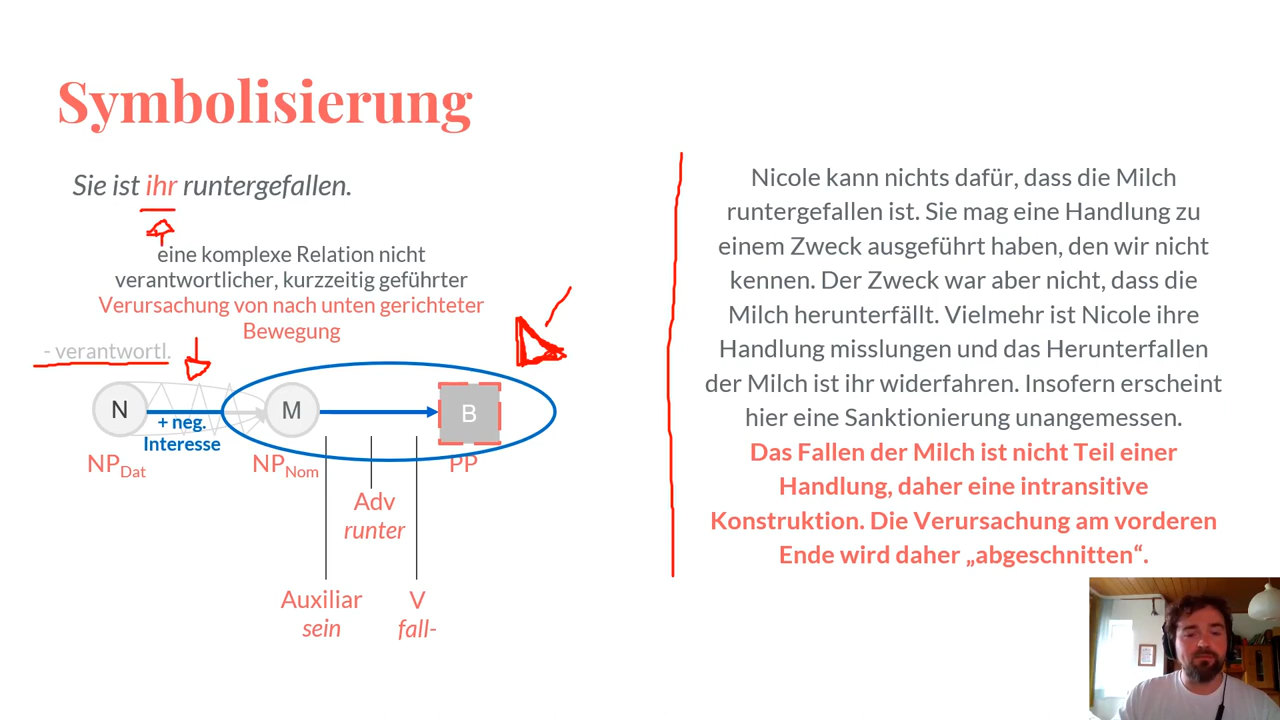 Symbolisierung
Sie ist ihr runtergefallen.
eine komplexe Relation nicht
verantwortlicher, kurzzeitig geführter
Verursachung von nach unten gerichteter
Bewegung
- verantwortl.
N
M
B
+ neg.
Interesse
NPDat
NPNom
PP
Adv
runter
Auxiliar
sein
V
fall-
Nicole kann nichts dafür, dass die Milch
runtergefallen ist. Sie mag eine Handlung zu
einem Zweck ausgeführt haben, den wir nicht
kennen. Der Zweck war aber nicht, dass die
Milch herunterfällt. Vielmehr ist Nicole ihre
Handlung misslungen und das Herunterfallen
der Milch ist ihr widerfahren. Insofern erscheint
hier eine Sanktionierung unangemessen.
Das Fallen der Milch ist nicht Teil einer
Handlung, daher eine intransitive
Konstruktion. Die Verursachung am vorderen
Ende wird daher „abgeschnitten“.